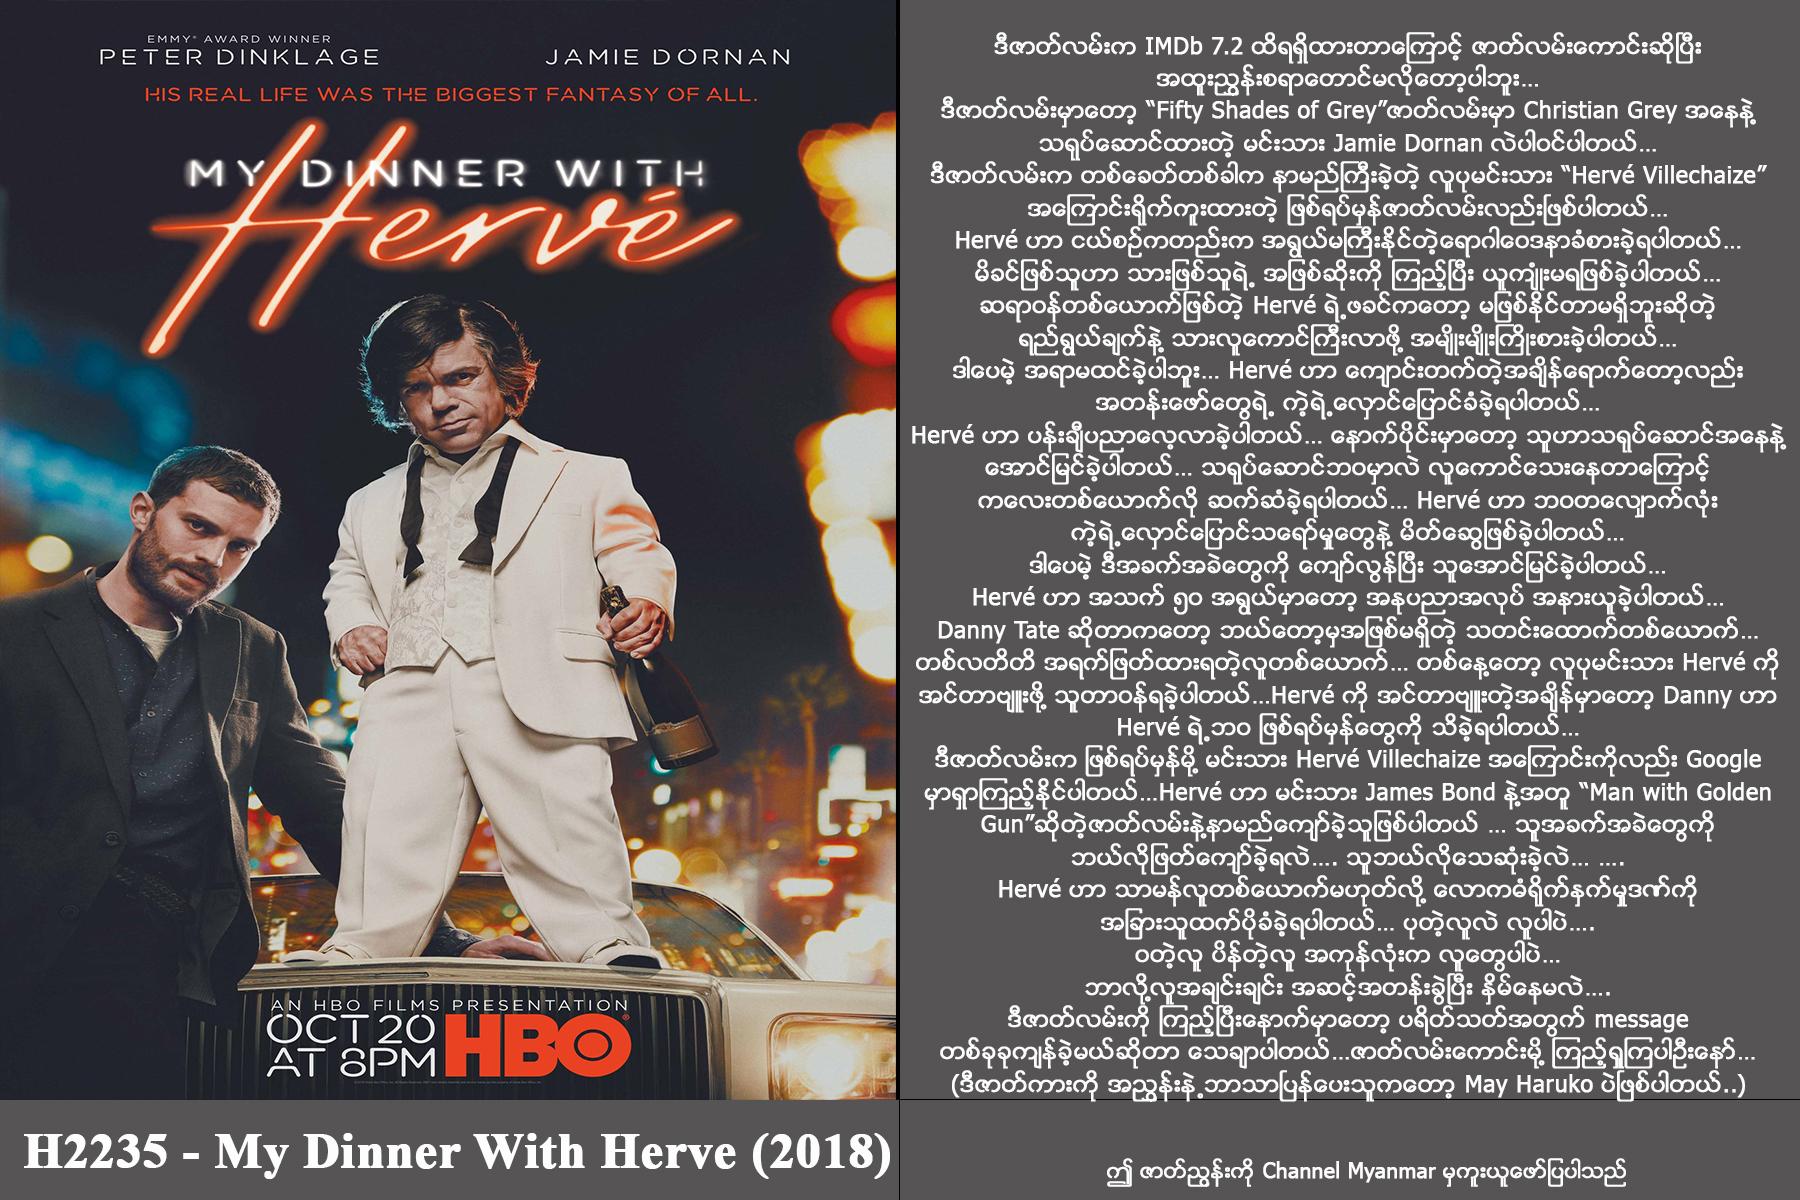 EMMY® AWARD WINNER
PETER DINKLAGE
JAMIE DORNAN
HIS REAL LIFE WAS THE BIGGEST FANTASY OF ALL.
MY DINNER WITH
Hervé
AN HBO FILMS PRESENTATION
OCT 20
AT 8PM
HBO®
H2235 - My Dinner With Herve (2018)
ဒီဇာတ်လမ်းက IMDb 7.2 ထိရရှိထားတာကြောင့် ဇာတ်လမ်းကောင်းဆိုပြီး
အထူးညွှန်းစရာတောင်မလိုတော့ပါဘူး...
ဒီဇာတ်လမ်းမှာတော့ “Fifty Shades of Grey”ဇာတ်လမ်းမှာ Christian Grey အနေနဲ့
သရုပ်ဆောင်ထားတဲ့ မင်းသား Jamie Dornan လဲပါဝင်ပါတယ်...
ဒီဇာတ်လမ်းက တစ်ခေတ်တစ်ခါက နာမည်ကြီးခဲ့တဲ့ လူပုမင်းသား “Hervé Villechaize”
အကြောင်းရိုက်ကူးထားတဲ့ ဖြစ်ရပ်မှန်ဇာတ်လမ်းလည်းဖြစ်ပါတယ်...
Hervé ဟာ ငယ်စဉ်ကတည်းက အရွယ်မကြီးနိုင်တဲ့ရောဂါဝေဒနာခံစားခဲ့ရပါတယ်...
မိခင်ဖြစ်သူဟာ သားဖြစ်သူရဲ့ အဖြစ်ဆိုးကို ကြည့်ပြီး ယူကျုံးမရဖြစ်ခဲ့ပါတယ်...
ဆရာဝန်တစ်ယောက်ဖြစ်တဲ့ Hervé ရဲ့ဖခင်ကတော့ မဖြစ်နိုင်တာမရှိဘူးဆိုတဲ့
ရည်ရွယ်ချက်နဲ့ သားလူကောင်ကြီးလာဖို့ အမျိုးမျိုးကြိုးစားခဲ့ပါတယ်...
ဒါပေမဲ့ အရာမထင်ခဲ့ပါဘူး... Hervé ဟာ ကျောင်းတက်တဲ့အချိန်ရောက်တော့လည်း
အတန်းဖော်တွေရဲ့ ကဲ့ရဲ့လှောင်ပြောင်ခံခဲ့ရပါတယ်...
Hervé ဟာ ပန်းချီပညာလေ့လာခဲ့ပါတယ်... နောက်ပိုင်းမှာတော့ သူဟာသရုပ်ဆောင်အနေနဲ့
အောင်မြင်ခဲ့ပါတယ်... သရုပ်ဆောင်ဘဝမှာလဲ လူကောင်သေးနေတာကြောင့်
ကလေးတစ်ယောက်လို ဆက်ဆံခဲ့ရပါတယ်... Hervé ဟာ ဘဝတလျှောက်လုံး
ကဲ့ရဲ့လှောင်ပြောင်သရော်မှုတွေနဲ့ မိတ်ဆွေဖြစ်ခဲ့ပါတယ်...
ဒါပေမဲ့ ဒီအခက်အခဲတွေကို ကျော်လွန်ပြီး သူအောင်မြင်ခဲ့ပါတယ်...
Hervé ဟာ အသက် ၅၀ အရွယ်မှာတော့ အနုပညာအလုပ် အနားယူခဲ့ပါတယ်...
Danny Tate ဆိုတာကတော့ ဘယ်တော့မှအဖြစ်မရှိတဲ့ သတင်းထောက်တစ်ယောက်...
တစ်လတိတိ အရက်ဖြတ်ထားရတဲ့လူတစ်ယောက်... တစ်နေ့တော့ လူပုမင်းသား Hervé ကို
အင်တာဗျူးဖို့ သူတာဝန်ရခဲ့ပါတယ်...Hervé ကို အင်တာဗျူးတဲ့အချိန်မှာတော့ Danny ဟာ
Hervé ရဲ့ဘဝ ဖြစ်ရပ်မှန်တွေကို သိခဲ့ရပါတယ်...
ဒီဇာတ်လမ်းက ဖြစ်ရပ်မှန်မို့ မင်းသား Hervé Villechaize အကြောင်းကိုလည်း Google
မှာရှာကြည့်နိုင်ပါတယ်...Hervé ဟာ မင်းသား James Bond နဲ့အတူ “Man with Golden
Gun”ဆိုတဲ့ဇာတ်လမ်းနဲ့နာမည်ကျော်ခဲ့သူဖြစ်ပါတယ် ... သူအခက်အခဲတွေကို
ဘယ်လိုဖြတ်ကျော်ခဲ့ရလဲ.... သူဘယ်လိုသေဆုံးခဲ့လဲ... ....
Hervé ဟာ သာမန်လူတစ်ယောက်မဟုတ်လို့ လောကဓံရိုက်နှက်မှုဒဏ်ကို
အခြားသူထက်ပိုခံခဲ့ရပါတယ်... ပုတဲ့လူလဲ လူပါပဲ....
ဝတဲ့လူ ပိန်တဲ့လူ အကုန်လုံးက လူတွေပါပဲ...
ဘာလို့လူအချင်းချင်း အဆင့်အတန်းခွဲပြီး နှိမ်နေမလဲ....
ဒီဇာတ်လမ်းကို ကြည့်ပြီးနောက်မှာတော့ ပရိတ်သတ်အတွက် message
တစ်ခုခုကျန်ခဲ့မယ်ဆိုတာ သေချာပါတယ်...ဇာတ်လမ်းကောင်းမို့ ကြည့်ရှုကြပါဦးနော်...
(ဒီဇာတ်ကားကို အညွှန်းနဲ့ဘာသာပြန်ပေးသူကတော့ May Haruko ပဲဖြစ်ပါတယ်..)
ဤ ဇာတ်ညွှန်းကို Channel Myanmar မှကူးယူဖော်ပြပါသည်